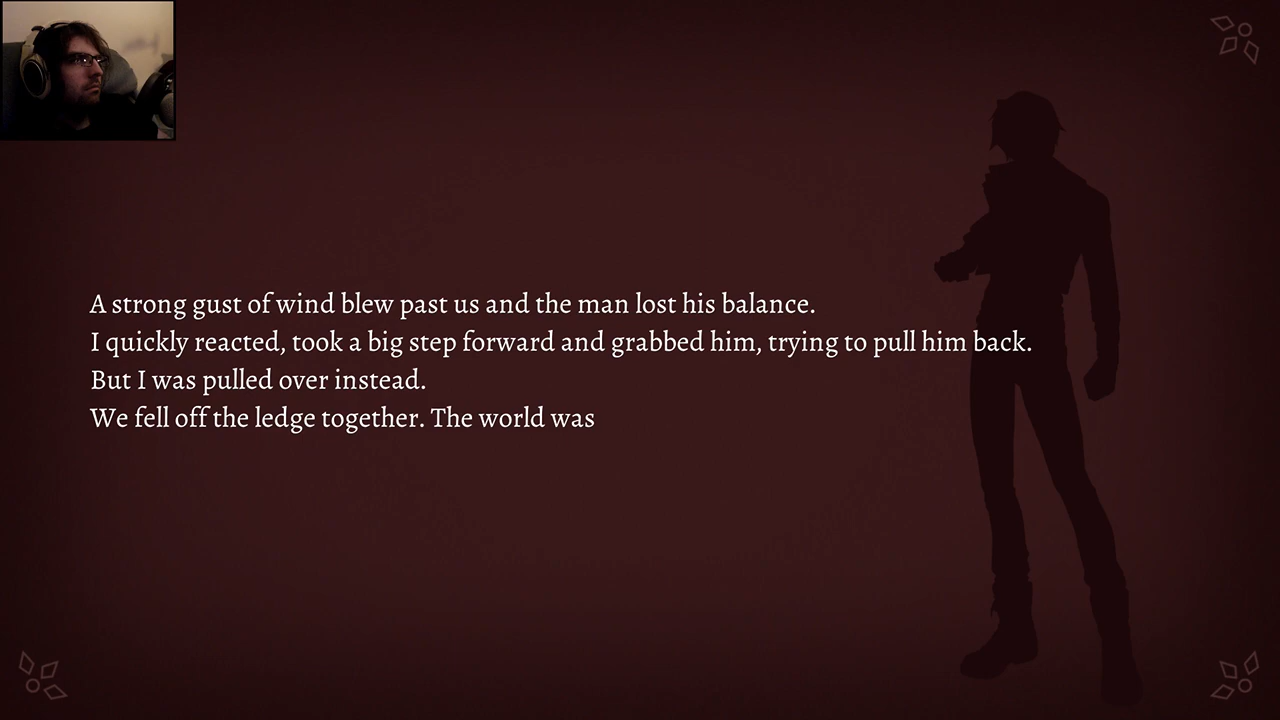 A strong gust of wind blew past us and the man lost his balance.
I quickly reacted, took a big step forward and grabbed him, trying to pull him back.
But I was pulled over instead.
We fell off the ledge together. The world was